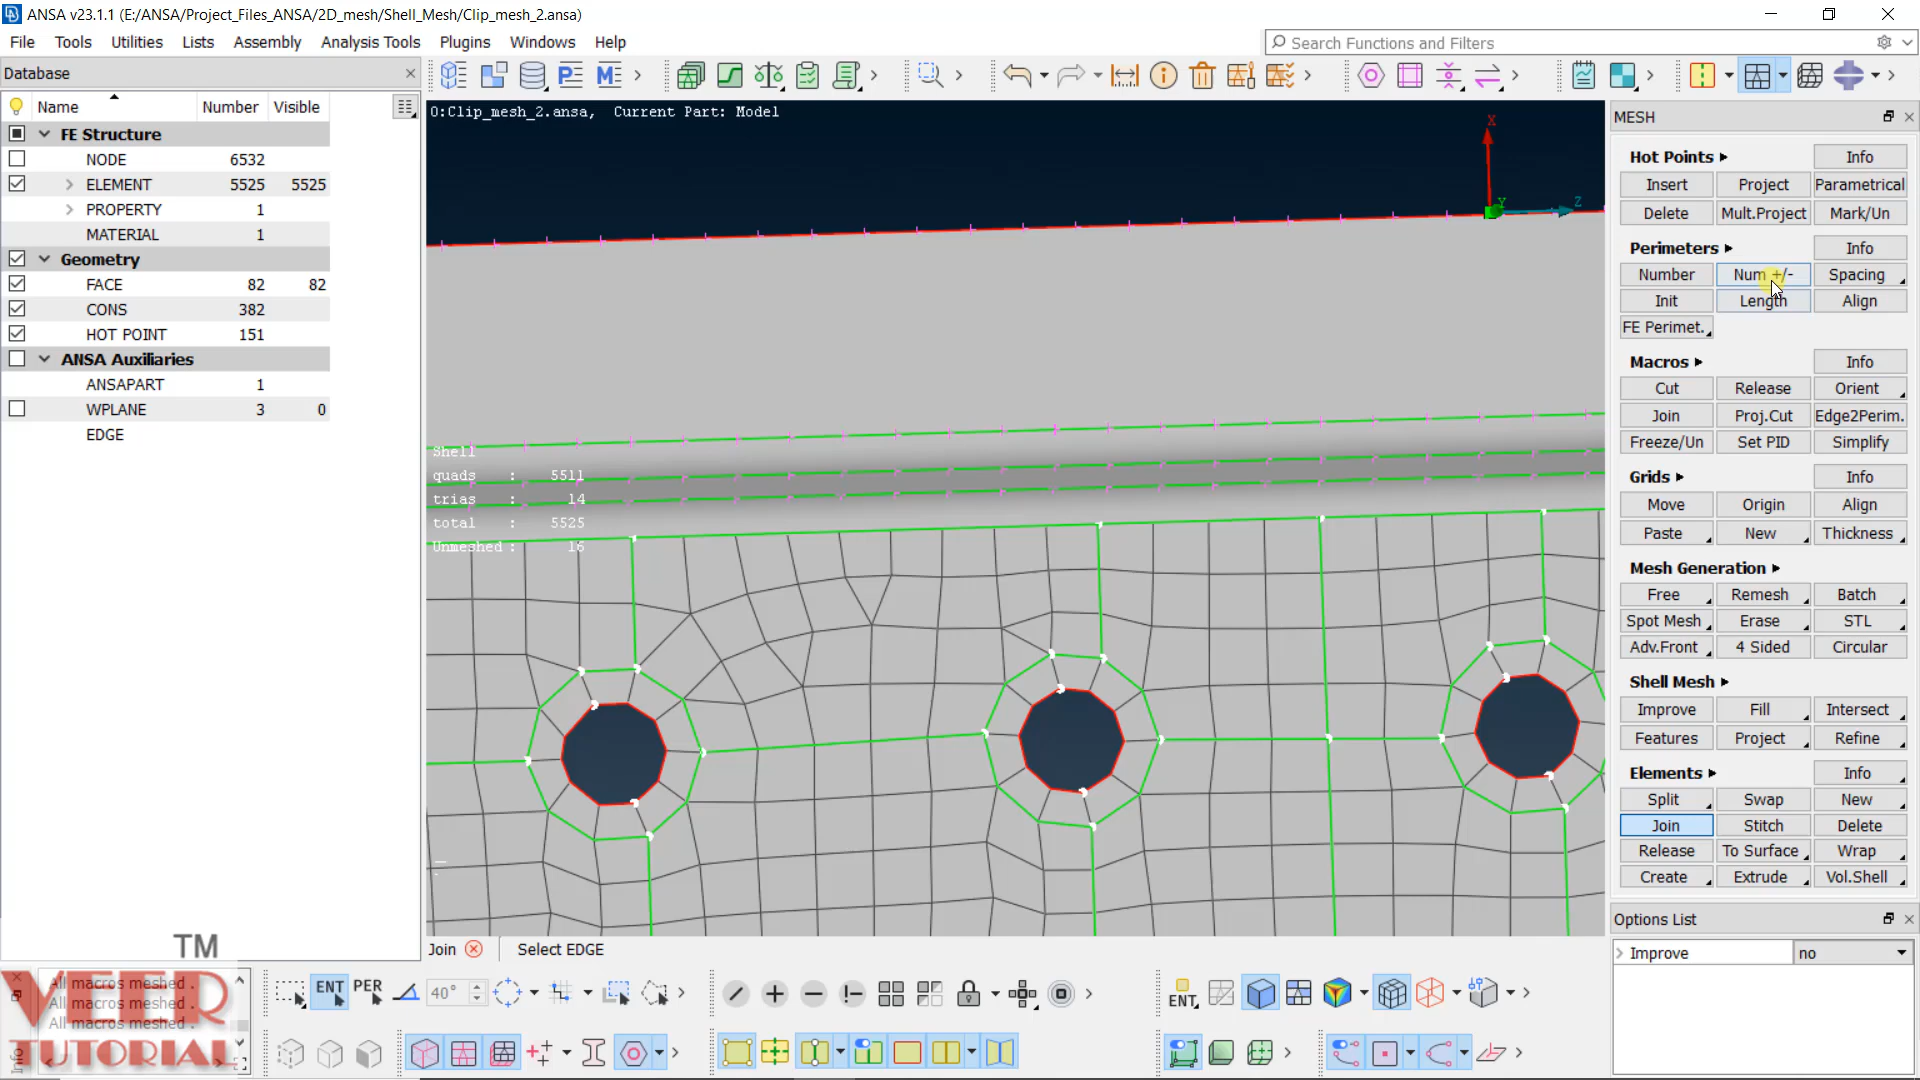 ANSA v23.1.1 (E:/ANSA/Project_Files_ANSA/2D_mesh/Shell_Mesh/Clip_mesh_2.ansa)
File Tools Utilities Lists Assembly Analysis Tools Plugins Windows Help
Search Functions and Filters
Database
Name Number Visible
FE Structure
NODE 6532
ELEMENT 5525 5525
PROPERTY 1
MATERIAL 1
Geometry
FACE 82 82
CONS 382
HOT POINT 151
ANSA Auxiliaries
ANSAPART 1
WPLANE 3 0
EDGE
0:Clip_mesh_2.ansa, Current Part: Model
X
Y
Z
Shell
quads : 5511
trias : 14
total : 5525
Unmeshed : 16
MESH
Hot Points Info
Insert Project Parametrical
Delete Mult.Project Mark/Un
Perimeters Info
Number Num +/- Spacing
Init Length Align
FE Perimet.
Macros Info
Cut Release Orient
Join Proj.Cut Edge2Perim.
Freeze/Un Set PID Simplify
Grids Info
Move Origin Align
Paste New Thickness
Mesh Generation
Free Remesh Batch
Spot Mesh Erase STL
Adv.Front 4 Sided Circular
Shell Mesh
Improve Fill Intersect
Features Project Refine
Elements Info
Split Swap New
Join Stitch Delete
Release To Surface Wrap
Create Extrude Vol.Shell
Options List
Improve no
Join Select EDGE
All macros meshed .
All macros meshed .
All macros meshed .
Info
TM
VEER
TUTORIAL
ENT PER 40°
ENT